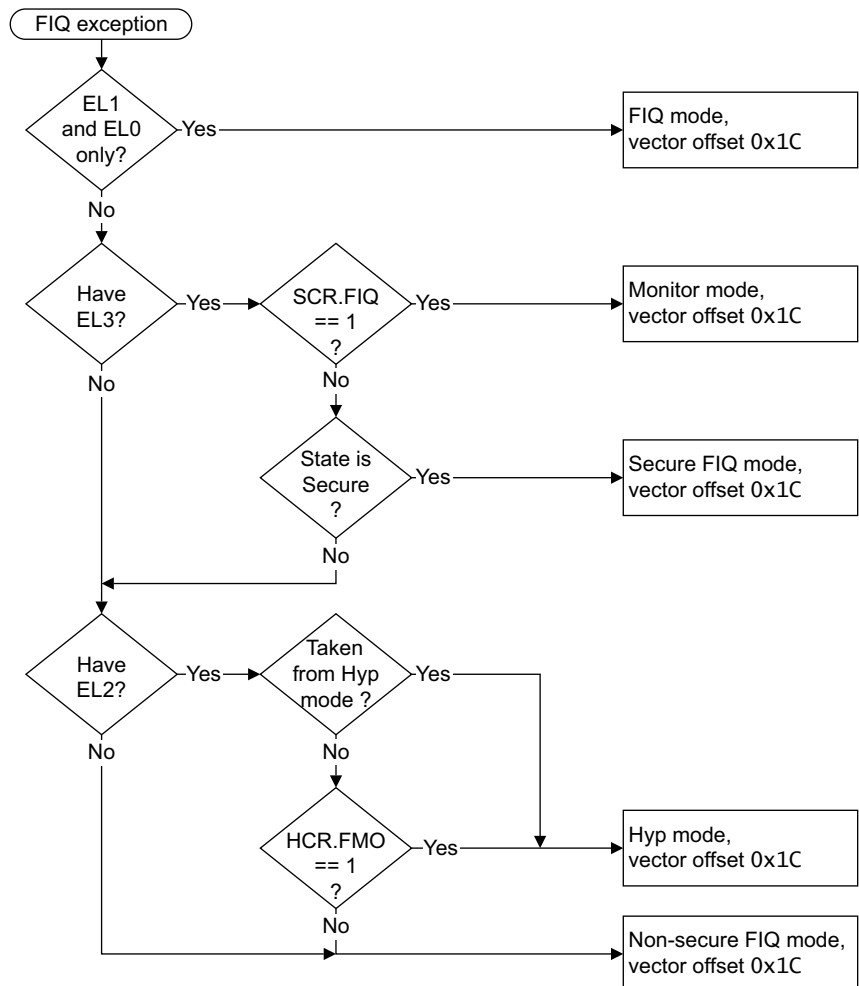 FIQ exception
EL1
and EL0
only?
Yes
FIQ mode,
vector offset 0x1C
No
Have
EL3?
Yes
SCR.FIQ
== 1
?
Yes
Monitor mode,
vector offset 0x1C
No
No
State is
Secure
?
Yes
Secure FIQ mode,
vector offset 0x1C
No
Have
EL2?
Yes
Taken
from Hyp
mode ?
Yes
No
No
HCR.FMO
== 1
?
Yes
Hyp mode,
vector offset 0x1C
No
Non-secure FIQ mode,
vector offset 0x1C